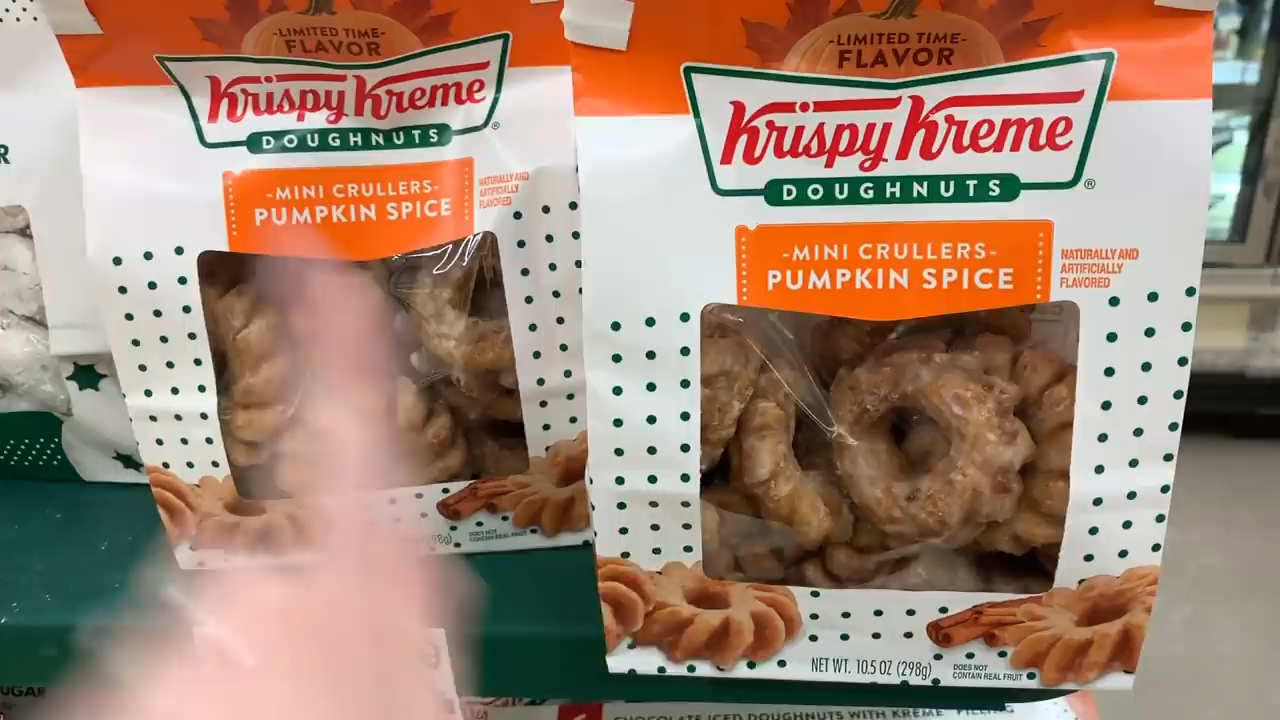 -LIMITED TIME-
FLAVOR
Krispy Kreme
DOUGHNUTS
®
-MINI CRULLERS-
PUMPKIN SPICE
NATURALLY AND
ARTIFICIALLY
FLAVORED
DOES NOT
CONTAIN REAL FRUIT
-LIMITED TIME-
FLAVOR
Krispy Kreme
DOUGHNUTS
®
-MINI CRULLERS-
PUMPKIN SPICE
NATURALLY AND
ARTIFICIALLY
FLAVORED
NET WT. 10.5 OZ (298g)
DOES NOT
CONTAIN REAL FRUIT
R
UGAR
CHOCOLATE ICED DOUGHNUTS WITH KREME FILLING